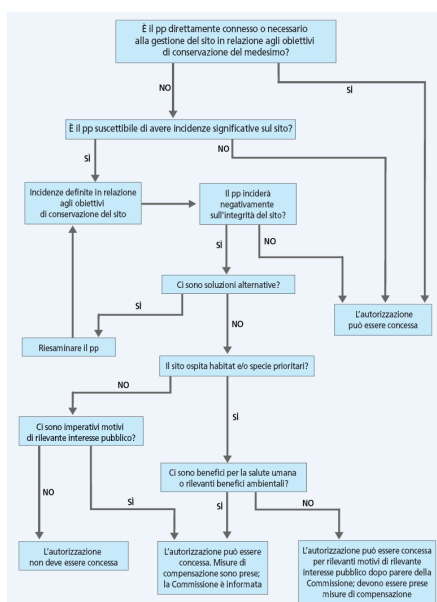 È il pp direttamente connesso o necessario
alla gestione del sito in relazione agli obiettivi
di conservazione del medesimo?
NO
SÌ
È il pp suscettibile di avere incidenze significative sul sito?
SÌ
NO
Incidenze definite in relazione
agli obiettivi
di conservazione del sito
Il pp inciderà
negativamente
sull'integrità del sito?
SÌ
NO
Ci sono soluzioni alternative?
L'autorizzazione
può essere concessa
SÌ
NO
Riesaminare il pp
Il sito ospita habitat e/o specie prioritari?
NO
SÌ
Ci sono imperativi motivi
di rilevante interesse pubblico?
Ci sono benefici per la salute umana
o rilevanti benefici ambientali?
NO
SÌ
SÌ
NO
L'autorizzazione
non deve essere concessa
L'autorizzazione può essere
concessa. Misure di
compensazione sono prese;
la Commissione è informata
L'autorizzazione può essere concessa
per rilevanti motivi di rilevante
interesse pubblico dopo parere della
Commissione; devono essere prese
misure di compensazione